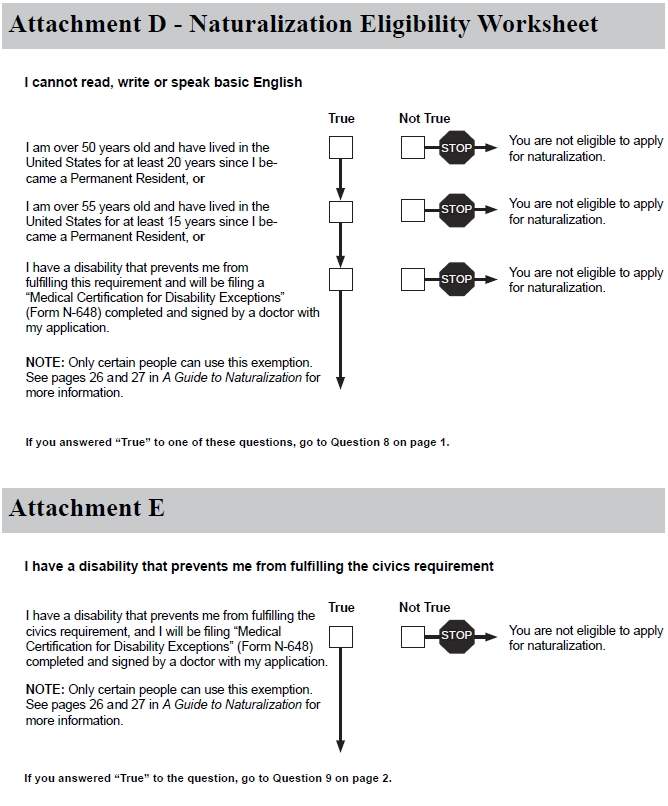 Attachment D - Naturalization Eligibility Worksheet
I cannot read, write or speak basic English
True Not True
I am over 50 years old and have lived in the
United States for at least 20 years since I be-
came a Permanent Resident, or
STOP
You are not eligible to apply
for naturalization.
I am over 55 years old and have lived in the
United States for at least 15 years since I be-
came a Permanent Resident, or
STOP
You are not eligible to apply
for naturalization.
I have a disability that prevents me from
fulfilling this requirement and will be filing a
“Medical Certification for Disability Exceptions”
(Form N-648) completed and signed by a doctor with
my application.
STOP
You are not eligible to apply
for naturalization.
NOTE: Only certain people can use this exemption.
See pages 26 and 27 in A Guide to Naturalization for
more information.
If you answered “True” to one of these questions, go to Question 8 on page 1.
Attachment E
I have a disability that prevents me from fulfilling the civics requirement
True Not True
I have a disability that prevents me from fulfilling the
civics requirement, and I will be filing “Medical
Certification for Disability Exceptions” (Form N-648)
completed and signed by a doctor with my application.
STOP
You are not eligible to apply
for naturalization.
NOTE: Only certain people can use this exemption.
See pages 26 and 27 in A Guide to Naturalization for
more information.
If you answered “True” to the question, go to Question 9 on page 2.